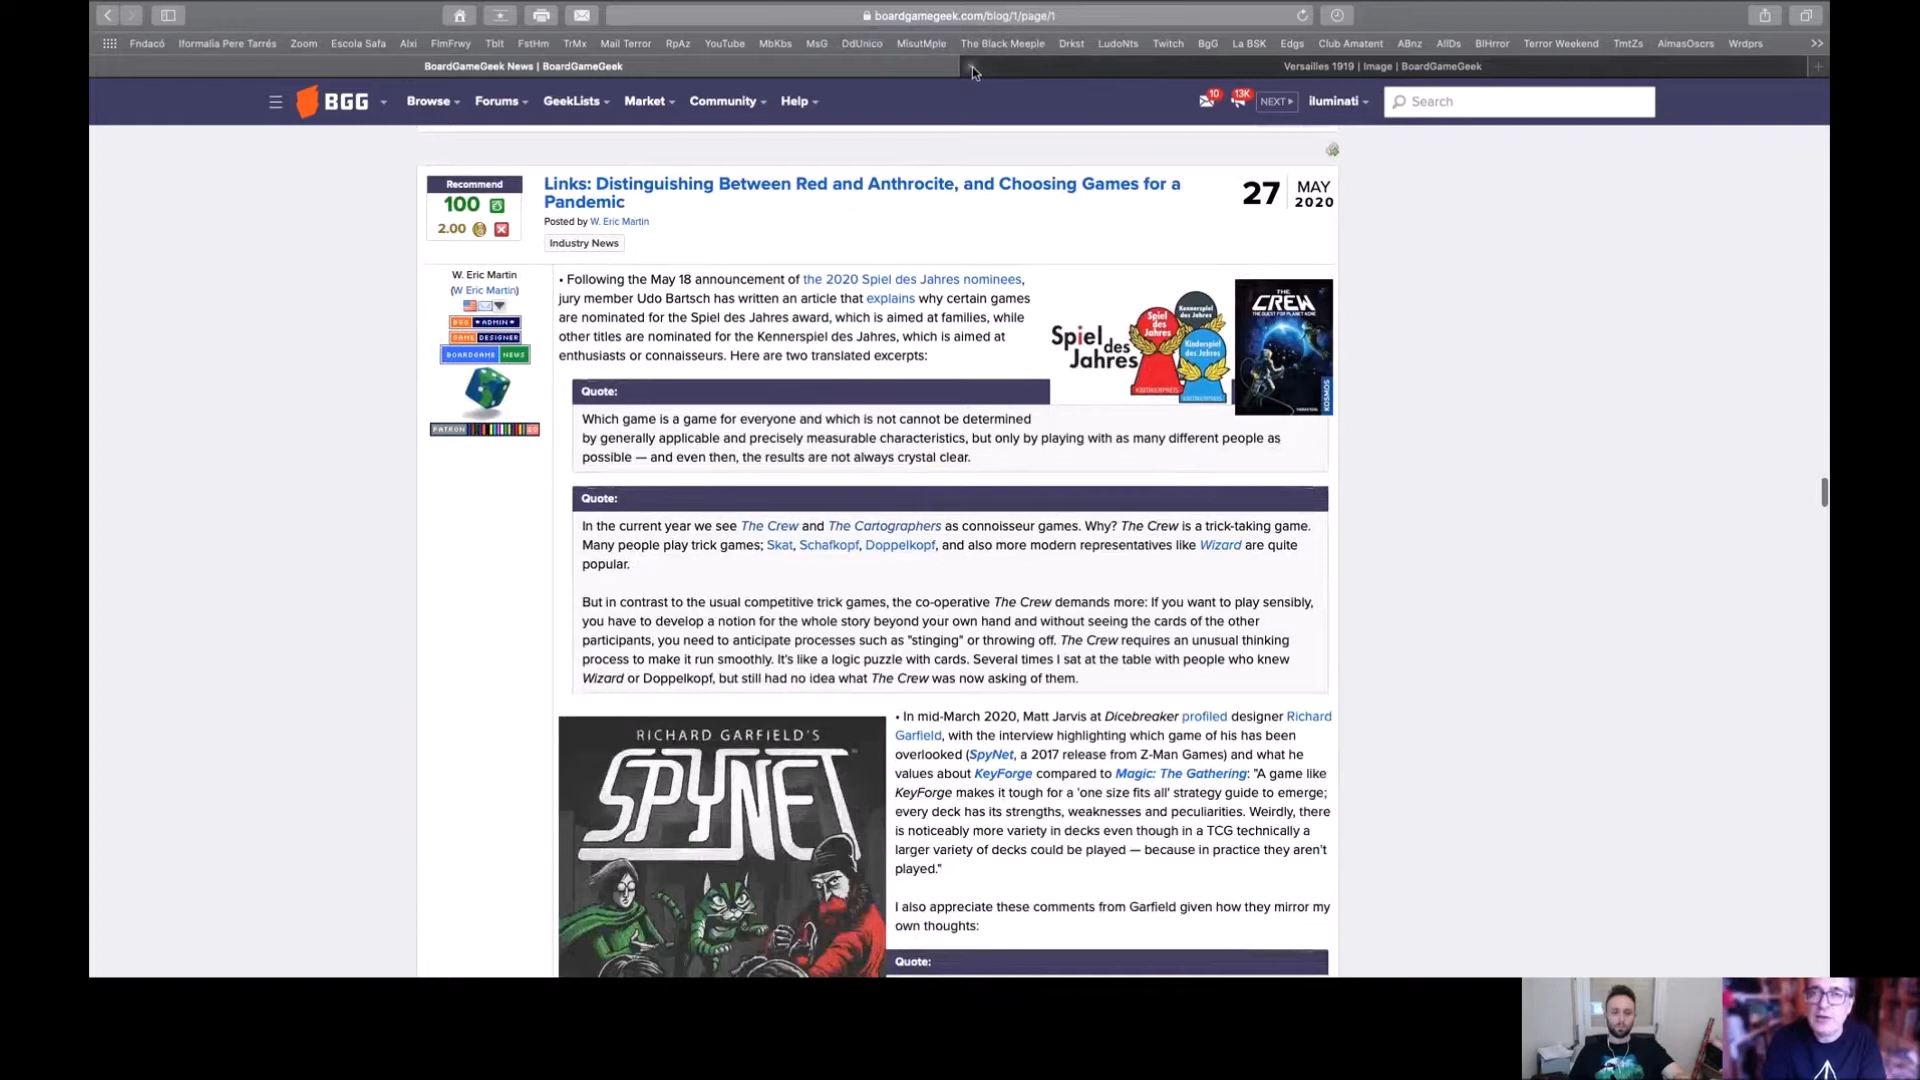 boardgamegeek.com/blog/1/page/1
Fndacó Iformalia Pere Tarrés Zoom Escola Safa Alxi FlmFrwy Tblt FstHm TrMx Mail Terror RpAz YouTube MbKbs MsG DdUnico MisutMple The Black Meeple Drkst LudoNts Twitch BgG La BSK Edgs Club Amatent ABnz AllDs BlHrror Terror Weekend TmtZs AlmasOscrs Wrdprs
BoardGameGeek News | BoardGameGeek
Versailles 1919 | Image | BoardGameGeek
BGG Browse Forums GeekLists Market Community Help 10 13K NEXT iluminati Search
Recommend
100
2.00
Links: Distinguishing Between Red and Anthrocite, and Choosing Games for a
Pandemic
Posted by W. Eric Martin
Industry News
27 MAY
2020
W. Eric Martin
(W Eric Martin)
BGG ADMIN
GAME DESIGNER
BOARDGAME NEWS
PATRON 20
• Following the May 18 announcement of the 2020 Spiel des Jahres nominees,
jury member Udo Bartsch has written an article that explains why certain games
are nominated for the Spiel des Jahres award, which is aimed at families, while
other titles are nominated for the Kennerspiel des Jahres, which is aimed at
enthusiasts or connaisseurs. Here are two translated excerpts:
Spiel des Jahres
Spiel des Jahres
Kennerspiel des Jahres
Kinderspiel des Jahres
THE CREW
THE QUEST FOR PLANET NINE
KOSMOS
Quote:
Which game is a game for everyone and which is not cannot be determined
by generally applicable and precisely measurable characteristics, but only by playing with as many different people as
possible — and even then, the results are not always crystal clear.
Quote:
In the current year we see The Crew and The Cartographers as connoisseur games. Why? The Crew is a trick-taking game.
Many people play trick games; Skat, Schafkopf, Doppelkopf, and also more modern representatives like Wizard are quite
popular.
But in contrast to the usual competitive trick games, the co-operative The Crew demands more: If you want to play sensibly,
you have to develop a notion for the whole story beyond your own hand and without seeing the cards of the other
participants, you need to anticipate processes such as "stinging" or throwing off. The Crew requires an unusual thinking
process to make it run smoothly. It's like a logic puzzle with cards. Several times I sat at the table with people who knew
Wizard or Doppelkopf, but still had no idea what The Crew was now asking of them.
RICHARD GARFIELD'S
SPYNET
• In mid-March 2020, Matt Jarvis at Dicebreaker profiled designer Richard
Garfield, with the interview highlighting which game of his has been
overlooked (SpyNet, a 2017 release from Z-Man Games) and what he
values about KeyForge compared to Magic: The Gathering: "A game like
KeyForge makes it tough for a 'one size fits all' strategy guide to emerge;
every deck has its strengths, weaknesses and peculiarities. Weirdly, there
is noticeably more variety in decks even though in a TCG technically a
larger variety of decks could be played — because in practice they aren't
played."
I also appreciate these comments from Garfield given how they mirror my
own thoughts:
Quote: